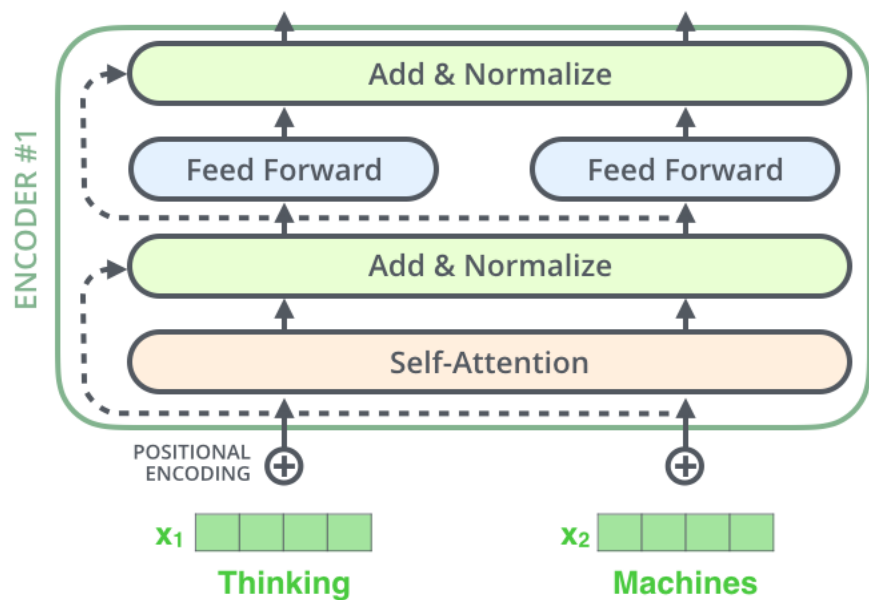 ENCODER #1
Add & Normalize
Feed Forward
Feed Forward
Add & Normalize
Self-Attention
POSITIONAL
ENCODING
x₁
x₂
Thinking
Machines